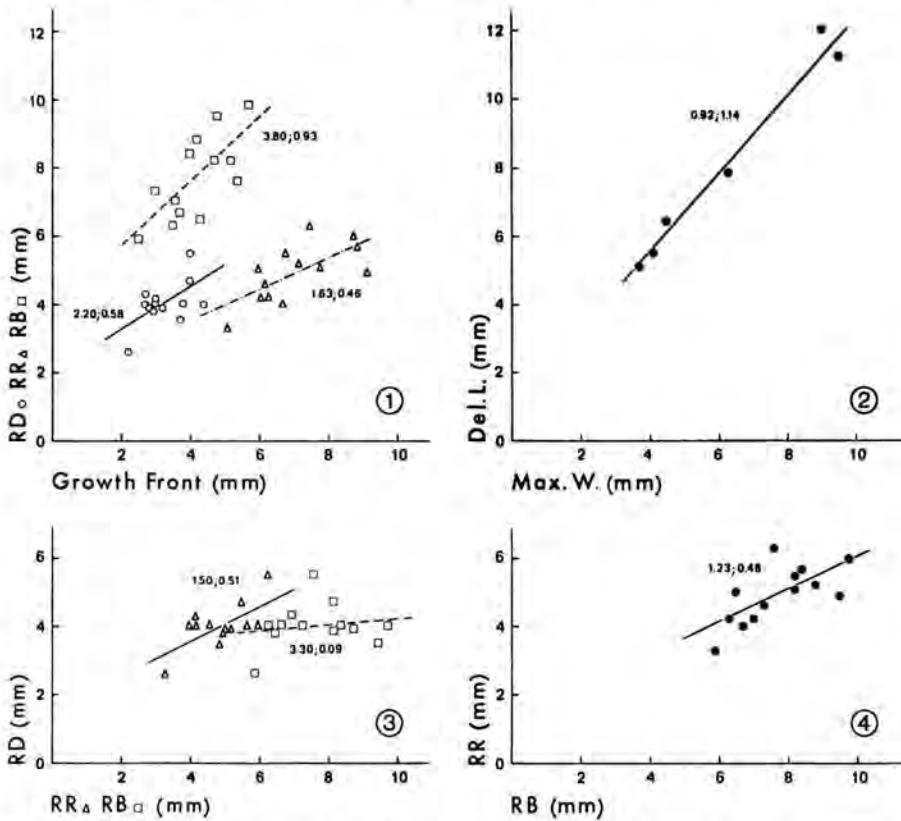 12
10
8
6
4
2
0
RD○ RR△ RB□ (mm)
3.80;0.93
2.20;0.58
1.63;0.46
①
2 4 6 8 10
Growth Front (mm)
12
10
8
6
4
2
0
Del.L. (mm)
0.92;1.14
②
2 4 6 8 10
Max. W. (mm)
6
4
2
0
RD (mm)
1.50;0.51
3.30;0.09
③
2 4 6 8 10
RR△ RB□ (mm)
6
4
2
0
RR (mm)
1.23;0.48
④
2 4 6 8 10
RB (mm)